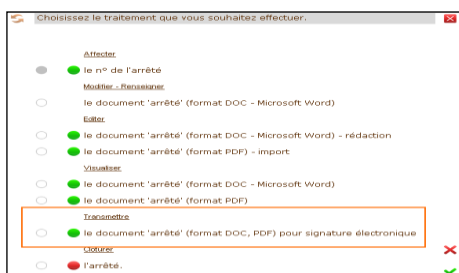 Choisissez le traitement que vous souhaitez effectuer.
Affecter
le nº de l'arrêté
Modifier - Renseigner
le document 'arrêté' (format DOC - Microsoft Word)
Editer
le document 'arrêté' (format DOC - Microsoft Word) - rédaction
le document 'arrêté' (format PDF) - import
Visualiser
le document 'arrêté' (format DOC - Microsoft Word)
le document 'arrêté' (format PDF)
Transmettre
le document 'arrêté' (format DOC, PDF) pour signature électronique
Clôturer
l'arrêté.